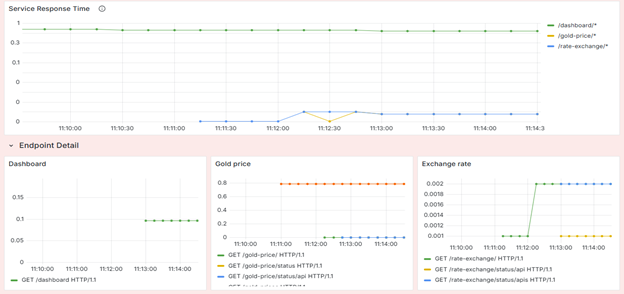 Service Response Time
1
0.3
0.1
0
0
0
11:10:00 11:10:30 11:11:00 11:11:30 11:12:00 11:12:30 11:13:00 11:13:30 11:14:00 11:14:3
/dashboard/*
/gold-price/*
/rate-exchange/*
Endpoint Detail
Dashboard
0.15
0.1
0.05
0
11:10:00 11:11:00 11:12:00 11:13:00 11:14:00
GET /dashboard HTTP/1.1
Gold price
0.8
0.6
0.4
0.2
0
11:10:00 11:11:00 11:12:00 11:13:00 11:14:00
GET /gold-price/ HTTP/1.1
GET /gold-price/status HTTP/1.1
GET /gold-price/status/api HTTP/1.1
Exchange rate
0.002
0.0018
0.0016
0.0014
0.0012
0.001
11:10:00 11:11:00 11:12:00 11:13:00 11:14:00
GET /rate-exchange/ HTTP/1.1
GET /rate-exchange/status/api HTTP/1.1
GET /rate-exchange/status/apis HTTP/1.1